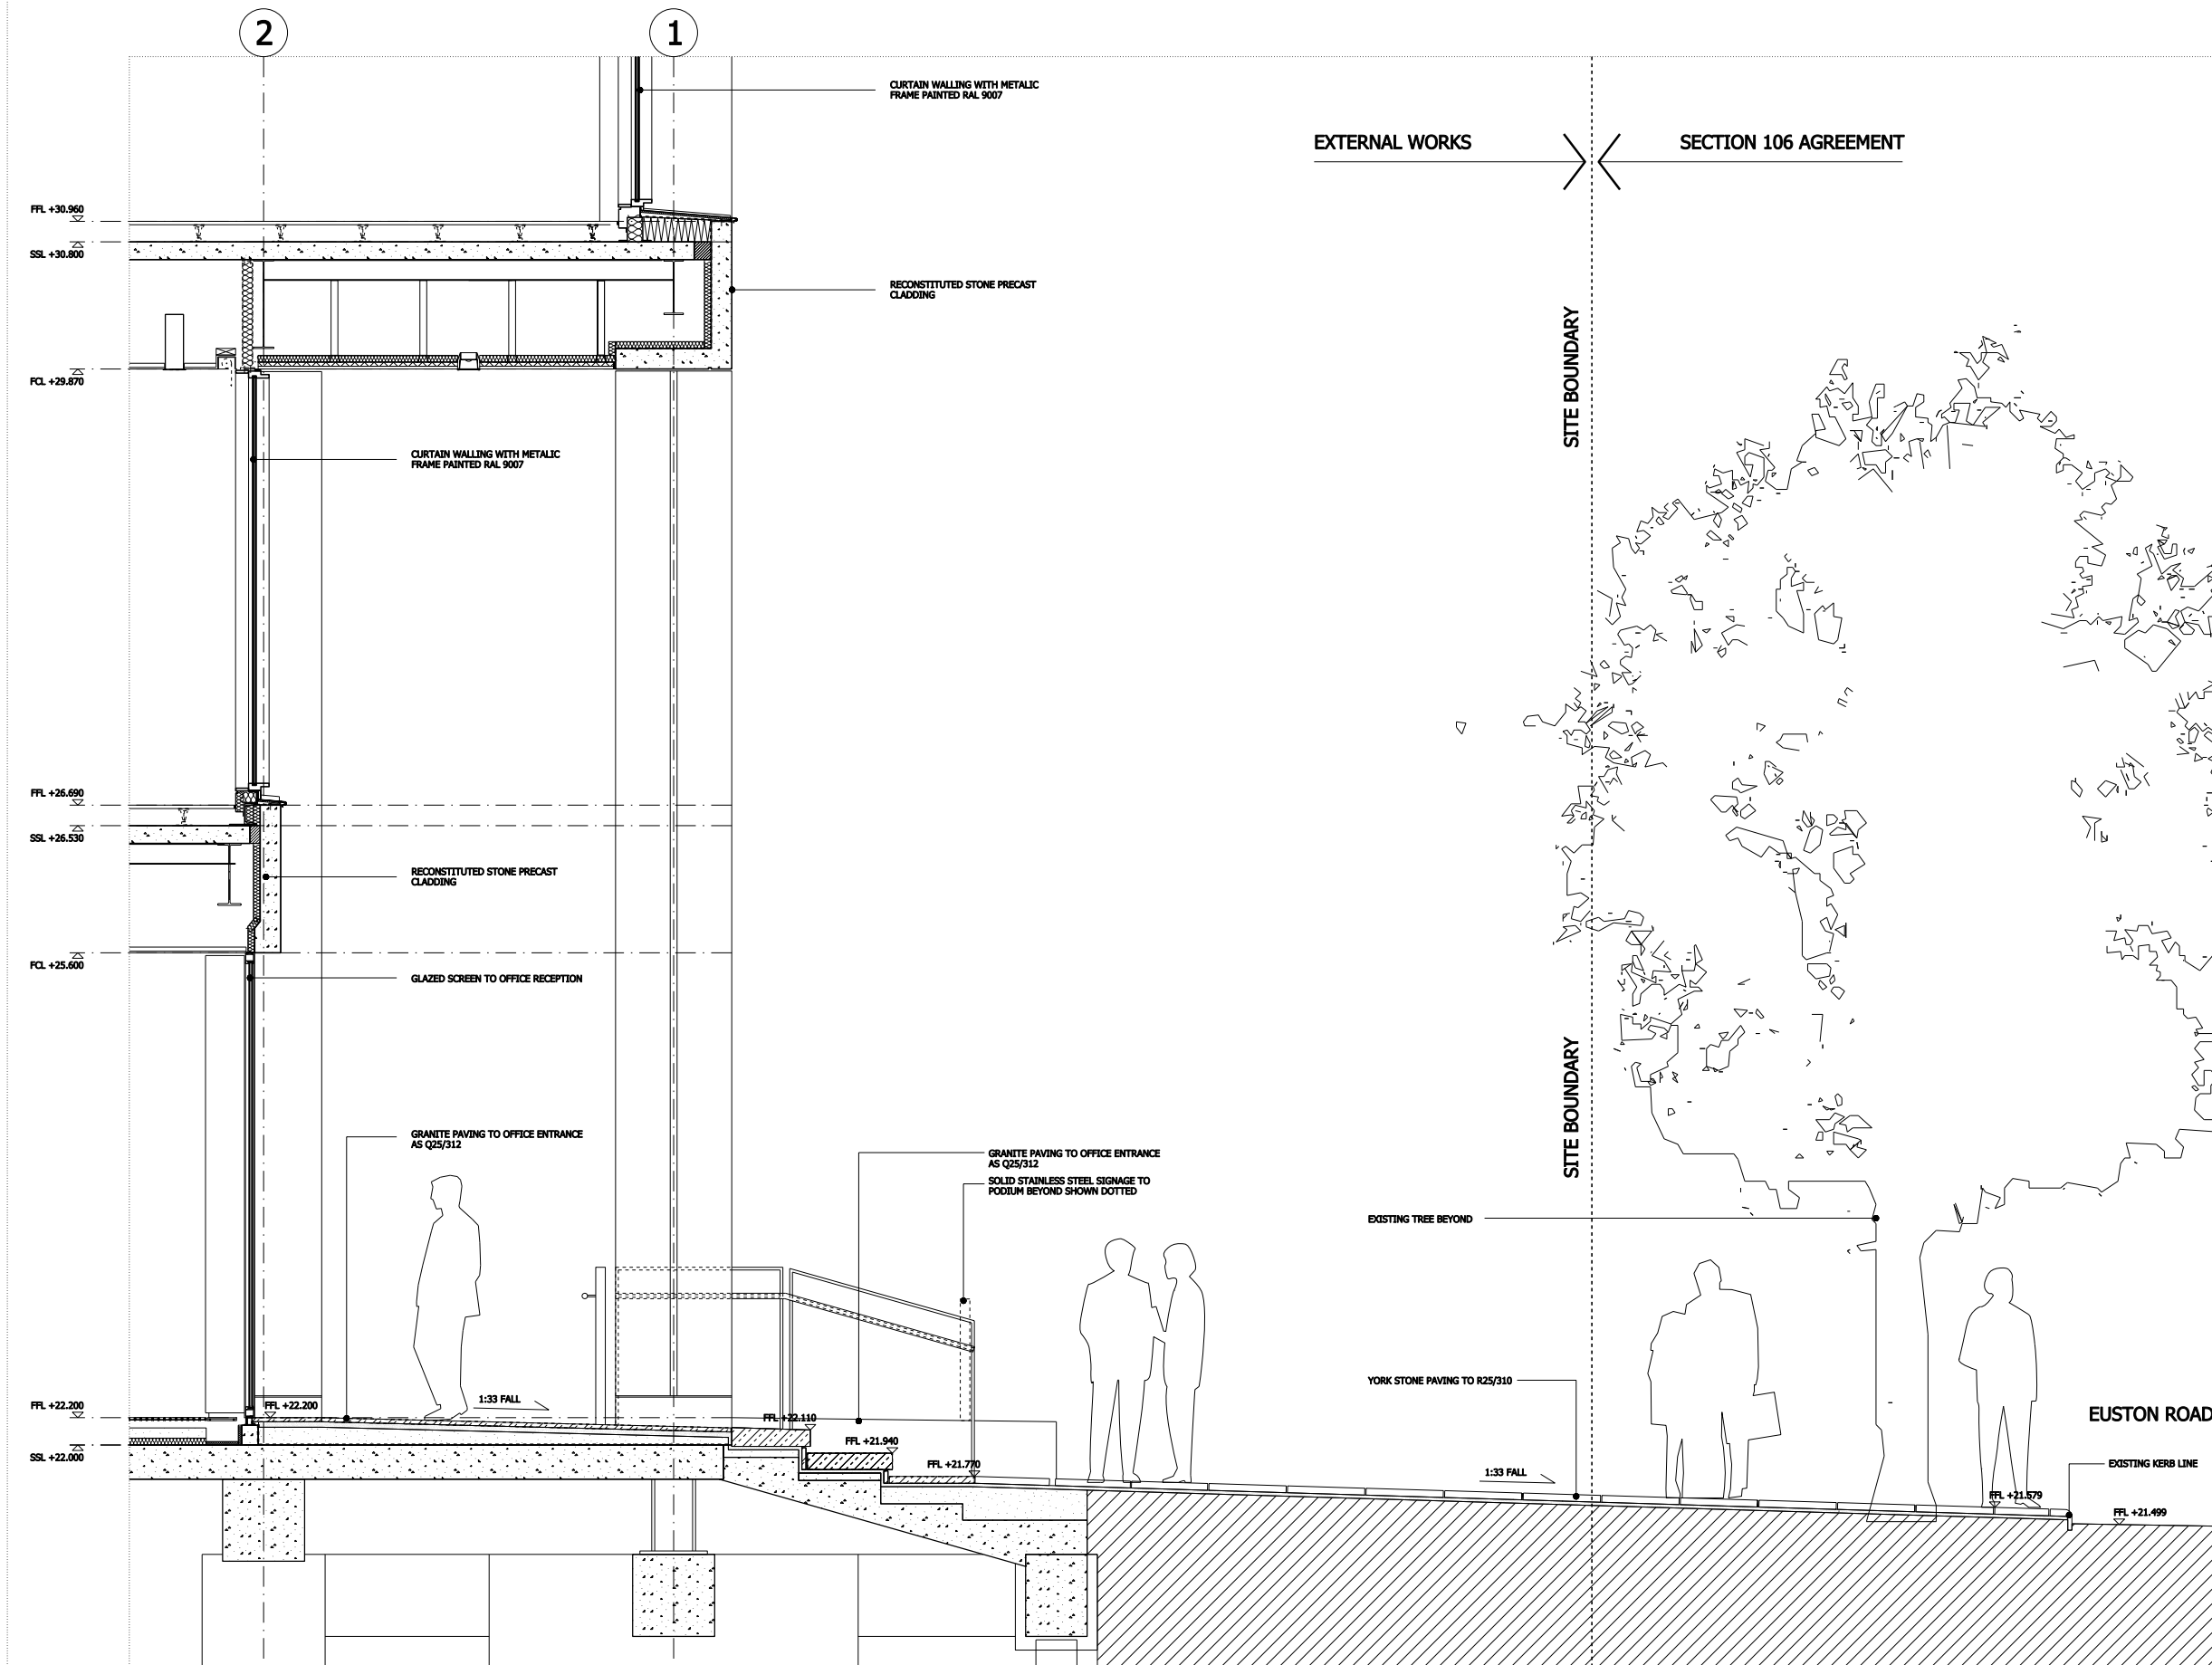 2
1
CURTAIN WALLING WITH METALIC
FRAME PAINTED RAL 9007
EXTERNAL WORKS
SECTION 106 AGREEMENT
FFL +30.960
SSL +30.800
RECONSTITUTED STONE PRECAST
CLADDING
SITE BOUNDARY
FCL +29.870
CURTAIN WALLING WITH METALIC
FRAME PAINTED RAL 9007
FFL +26.690
SSL +26.530
RECONSTITUTED STONE PRECAST
CLADDING
FCL +25.600
GLAZED SCREEN TO OFFICE RECEPTION
SITE BOUNDARY
GRANITE PAVING TO OFFICE ENTRANCE
AS Q25/312
GRANITE PAVING TO OFFICE ENTRANCE
AS Q25/312
SOLID STAINLESS STEEL SIGNAGE TO
PODIUM BEYOND SHOWN DOTTED
EXISTING TREE BEYOND
YORK STONE PAVING TO R25/310
1:33 FALL
FFL +22.200
FFL +22.200
EUSTON ROAD
FFL +22.110
FFL +21.940
SSL +22.000
FFL +21.770
1:33 FALL
EXISTING KERB LINE
FFL +21.579
FFL +21.499